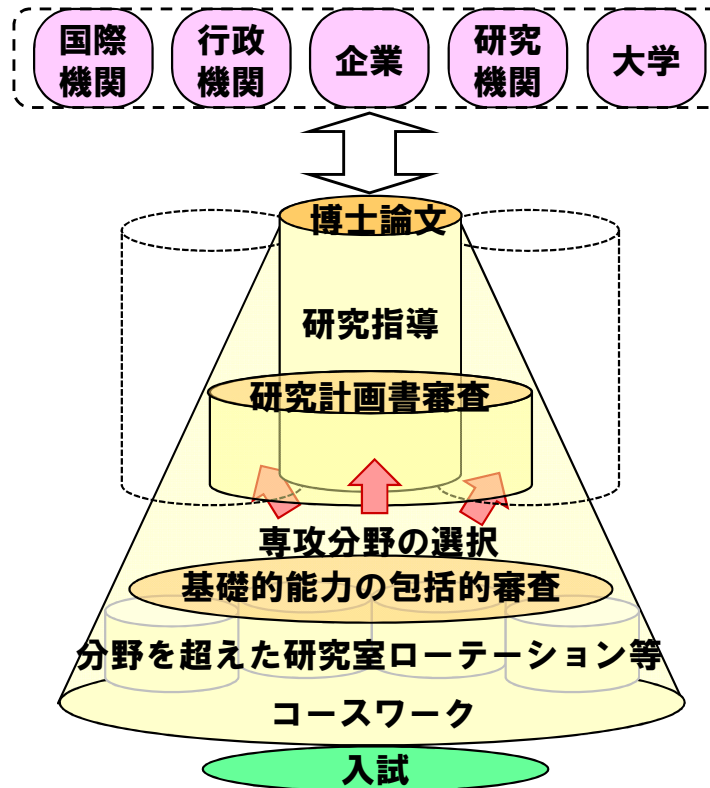 国際
機関
行政
機関
企業
研究
機関
大学
博士論文
研究指導
研究計画書審査
専攻分野の選択
基礎的能力の包括的審査
分野を超えた研究室ローテーション等
コースワーク
入試